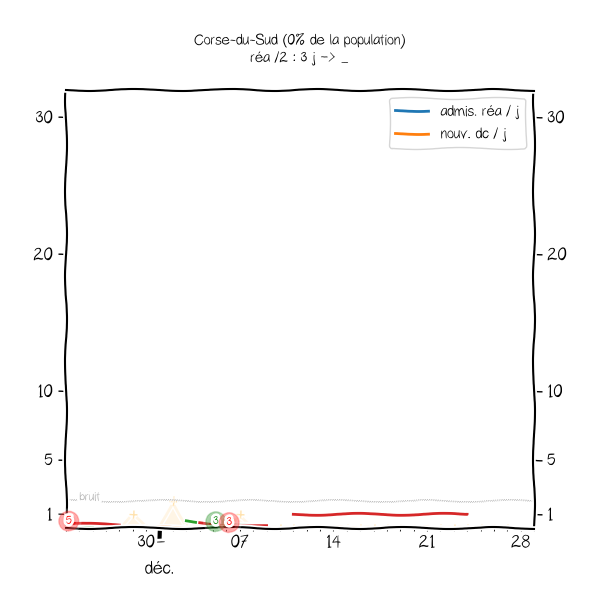 Corse-du-Sud (0% de la population)
réa /2 : 3 j -> _
admis. réa / j
nouv. dc / j
30 30
20 20
10 10
5 5
bruit
1 1
5 3 3
30 07 14 21 28
déc.